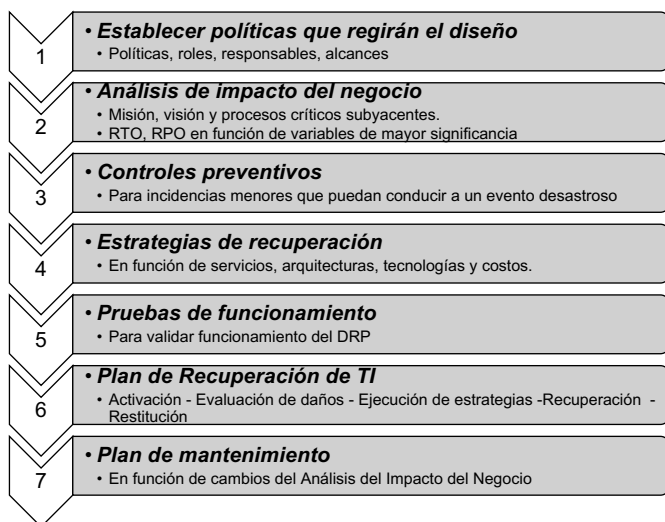 1
• Establecer políticas que regirán el diseño
• Políticas, roles, responsables, alcances
2
• Análisis de impacto del negocio
• Misión, visión y procesos críticos subyacentes.
• RTO, RPO en función de variables de mayor significancia
3
• Controles preventivos
• Para incidencias menores que puedan conducir a un evento desastroso
4
• Estrategias de recuperación
• En función de servicios, arquitecturas, tecnologías y costos.
5
• Pruebas de funcionamiento
• Para validar funcionamiento del DRP
6
• Plan de Recuperación de TI
• Activación - Evaluación de daños - Ejecución de estrategias -Recuperación -
Restitución
7
• Plan de mantenimiento
• En función de cambios del Análisis del Impacto del Negocio